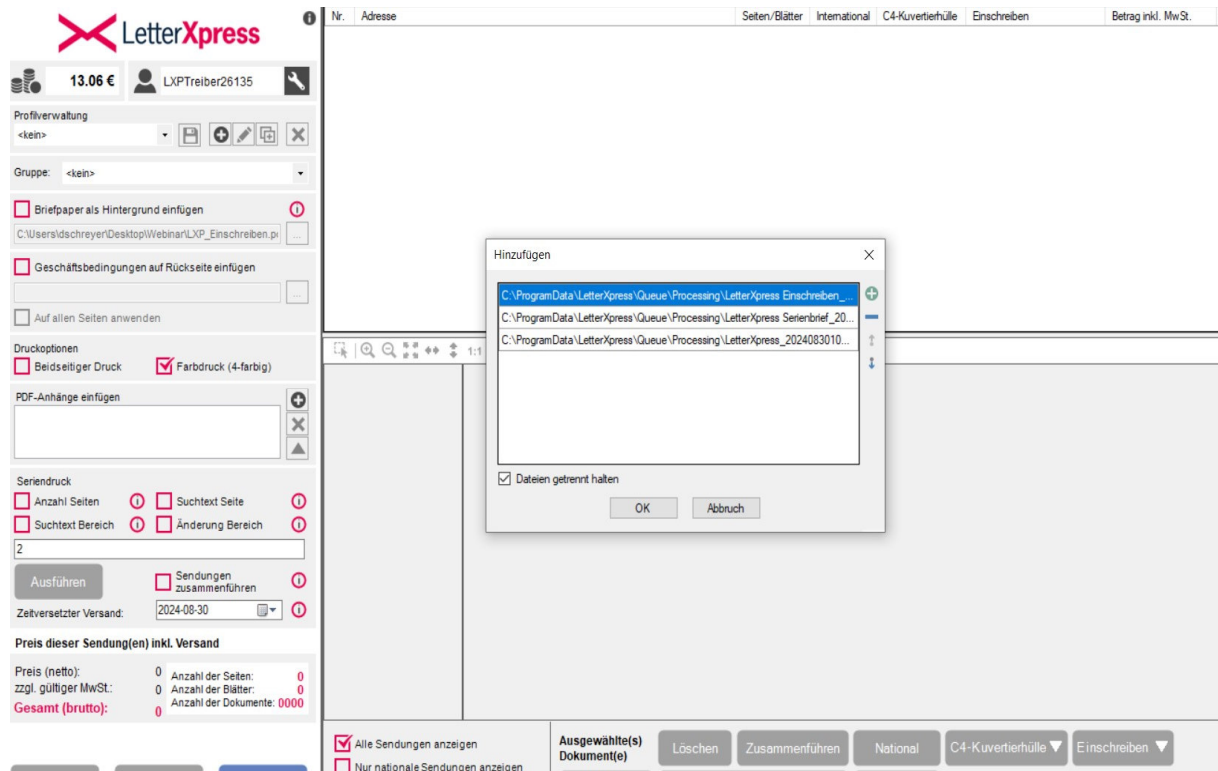 LetterXpress
13.06 €
LXPTreiber26135
Profilverwaltung
<kein>
Gruppe: <kein>
Briefpaper als Hintergrund einfügen
C:\Users\dschreyer\Desktop\Webinar\LXP_Einschreiben.p
...
Geschäftsbedingungen auf Rückseite einfügen
...
Auf allen Seiten anwenden
Druckoptionen
Beidseitiger Druck
Farbdruck (4-farbig)
PDF-Anhänge einfügen
Seriendruck
Anzahl Seiten
Suchtext Seite
Suchtext Bereich
Änderung Bereich
2
Ausführen
Sendungen
zusammenführen
Zeitversetzter Versand:
2024-08-30
Preis dieser Sendung(en) inkl. Versand
Preis (netto): 0
zzgl. gültiger MwSt.: 0
Gesamt (brutto): 0
Anzahl der Seiten: 0
Anzahl der Blätter: 0
Anzahl der Dokumente: 0000
Nr. Adresse Seiten/Blätter International C4-Kuvertierhülle Einschreiben Betrag inkl. MwSt.
1:1
Hinzufügen
C:\ProgramData\LetterXpress\Queue\Processing\LetterXpress Einschreiben_...
C:\ProgramData\LetterXpress\Queue\Processing\LetterXpress Serienbrief_20...
C:\ProgramData\LetterXpress\Queue\Processing\LetterXpress_2024083010...
Dateien getrennt halten
OK
Abbruch
Alle Sendungen anzeigen
Nur nationale Sendungen anzeigen
Ausgewählte(s)
Dokument(e)
Löschen
Zusammenführen
National
C4-Kuvertierhülle
Einschreiben